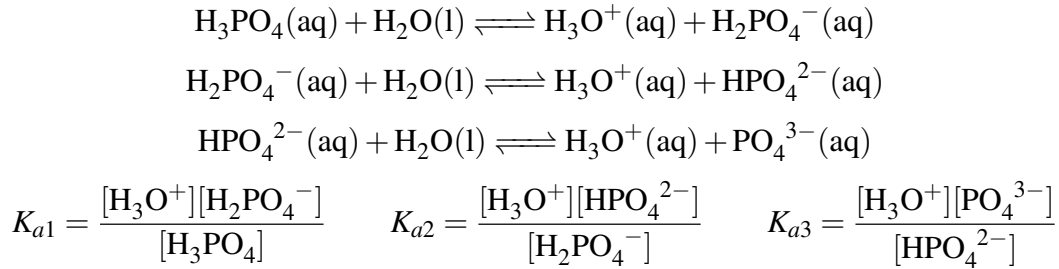 H₃PO₄(aq) + H₂O(l) ⇌ H₃O⁺(aq) + H₂PO₄⁻(aq)
H₂PO₄⁻(aq) + H₂O(l) ⇌ H₃O⁺(aq) + HPO₄²⁻(aq)
HPO₄²⁻(aq) + H₂O(l) ⇌ H₃O⁺(aq) + PO₄³⁻(aq)
Kₐ₁ = [H₃O⁺][H₂PO₄⁻] / [H₃PO₄]   Kₐ₂ = [H₃O⁺][HPO₄²⁻] / [H₂PO₄⁻]   Kₐ₃ = [H₃O⁺][PO₄³⁻] / [HPO₄²⁻]